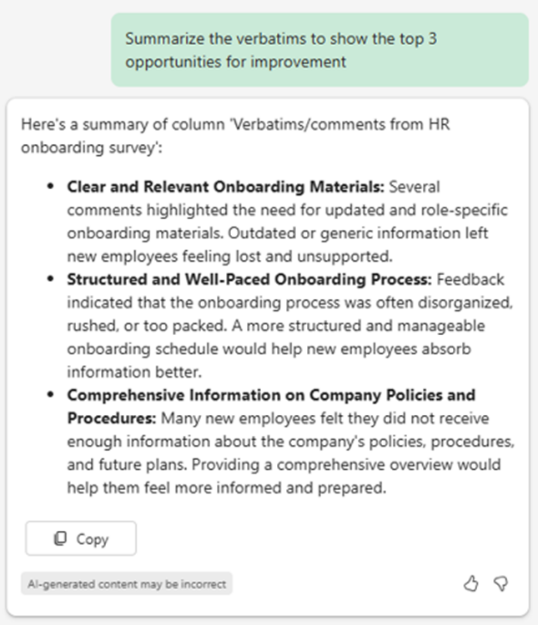 Summarize the verbatims to show the top 3
opportunities for improvement
Here's a summary of column 'Verbatims/comments from HR
onboarding survey':
• Clear and Relevant Onboarding Materials: Several
comments highlighted the need for updated and role-specific
onboarding materials. Outdated or generic information left
new employees feeling lost and unsupported.
• Structured and Well-Paced Onboarding Process: Feedback
indicated that the onboarding process was often disorganized,
rushed, or too packed. A more structured and manageable
onboarding schedule would help new employees absorb
information better.
• Comprehensive Information on Company Policies and
Procedures: Many new employees felt they did not receive
enough information about the company's policies, procedures,
and future plans. Providing a comprehensive overview would
help them feel more informed and prepared.
Copy
AI-generated content may be incorrect